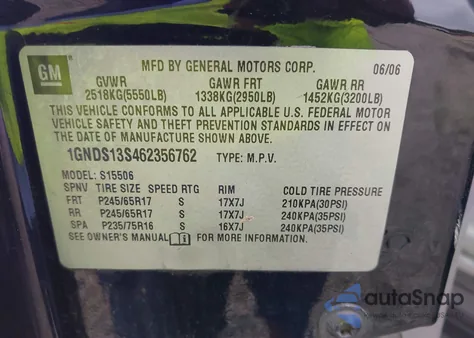 GM
MFD BY GENERAL MOTORS CORP. 06/06
GVWR GAWR FRT GAWR RR
2518KG(5550LB) 1338KG(2950LB) 1452KG(3200LB)
THIS VEHICLE CONFORMS TO ALL APPLICABLE U.S. FEDERAL MOTOR
VEHICLE SAFETY AND THEFT PREVENTION STANDARDS IN EFFECT ON
THE DATE OF MANUFACTURE SHOWN ABOVE.
1GNDS13S462356762 TYPE: M.P.V.
MODEL: S15506
SPNV TIRE SIZE SPEED RTG RIM COLD TIRE PRESSURE
FRT P245/65R17 S 17X7J 210KPA(30PSI)
RR P245/65R17 S 17X7J 240KPA(35PSI)
SPA P235/75R16 S 16X7J 240KPA(35PSI)
SEE OWNER'S MANUAL FOR MORE INFORMATION.
autoSnap